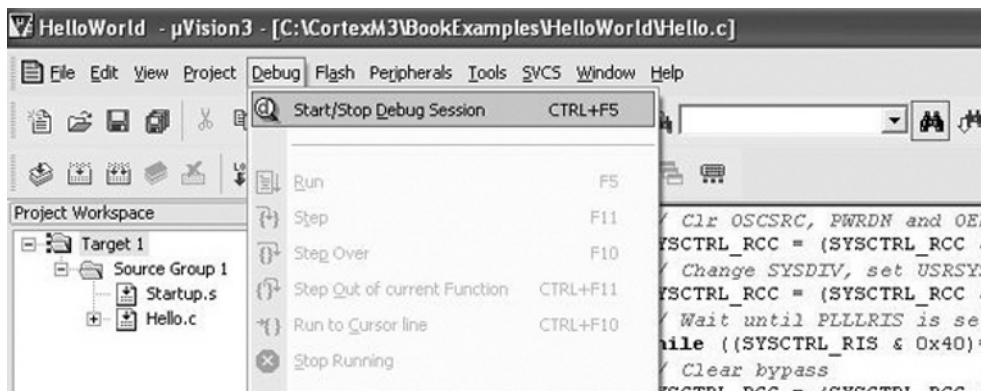 HelloWorld - µVision3 - [C:\CortexM3\BookExamples\HelloWorld\Hello.c]
File Edit View Project Debug Flash Peripherals Tools SVCS Window Help
Start/Stop Debug Session CTRL+F5
Run F5
Project Workspace
Step F11
Target 1
Step Over F10
Source Group 1
Startup.s
Step Out of current Function CTRL+F11
Hello.c
Run to Cursor line CTRL+F10
Stop Running
/ Clr OSCSRC, PWRDN and
YSCTRL_RCC = (SYSCTRL_RCC
/ Change SYSDIV, set
YSCTRL_RCC = (SYSCTRL_RCC
/ Wait until PLLLRIS is
hile ((SYSCTRL_RIS & 0x40)
/ Clear bypass